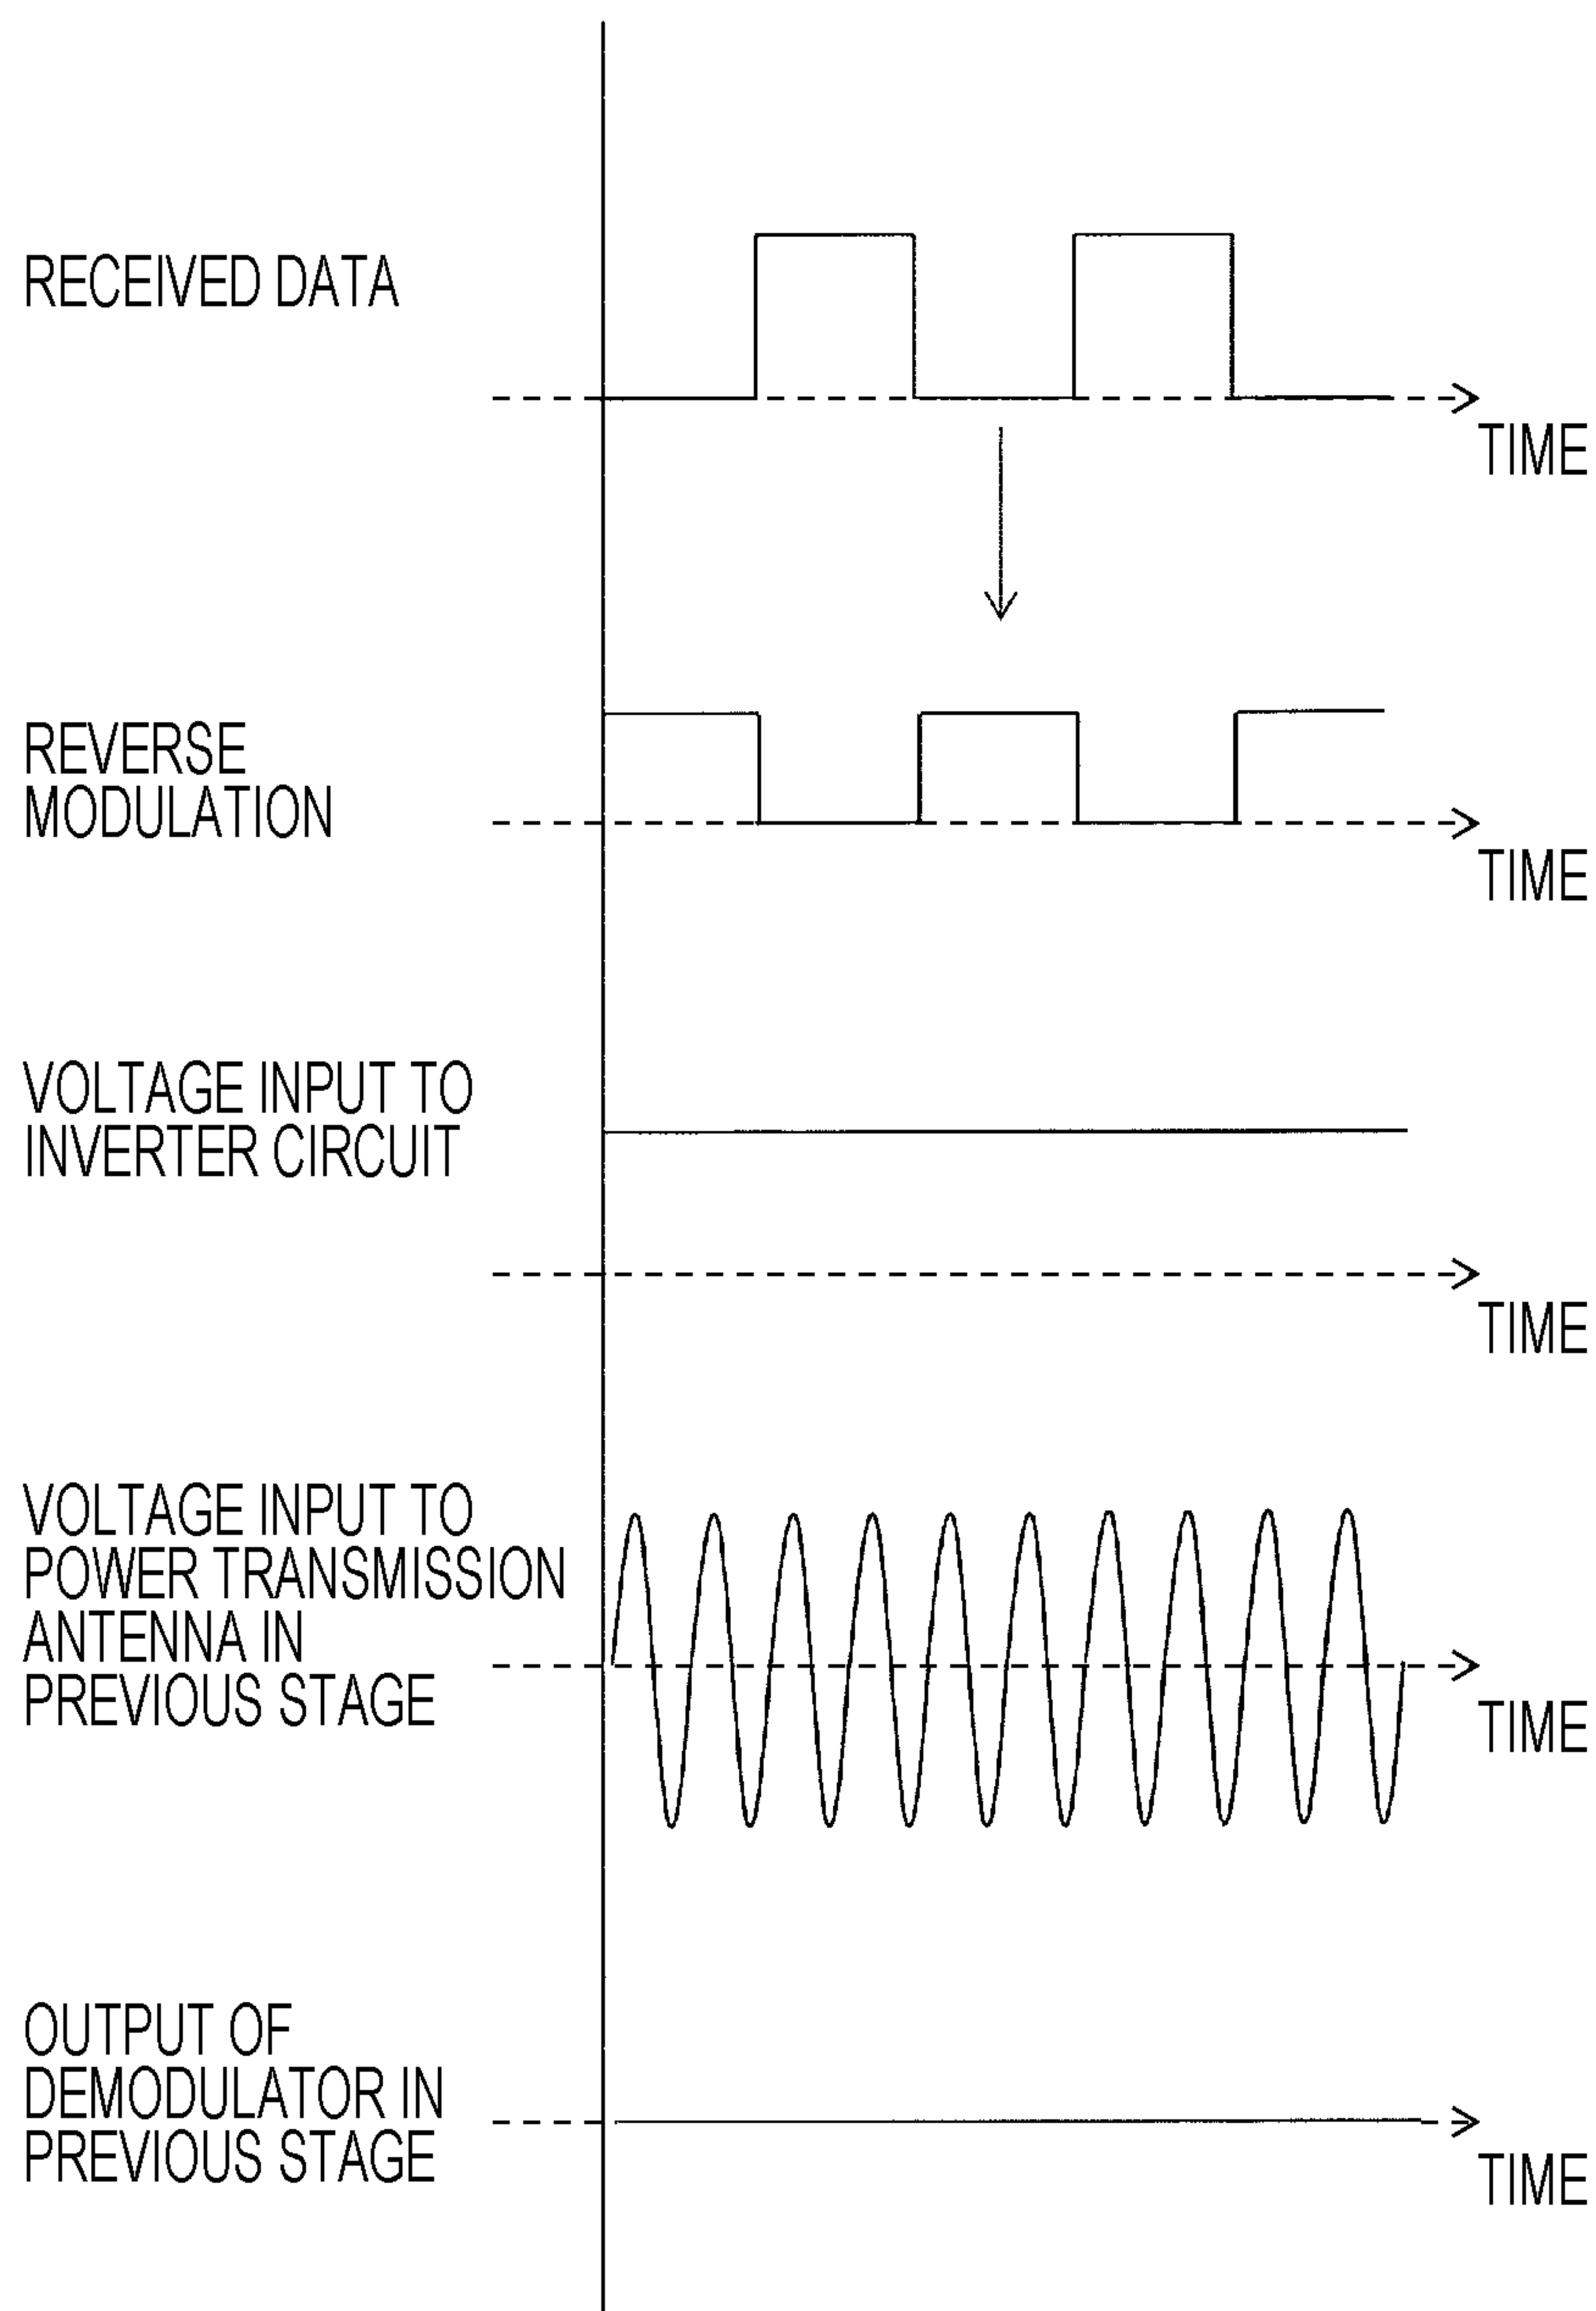 RECEIVED DATA
TIME
REVERSE
MODULATION
TIME
VOLTAGE INPUT TO
INVERTER CIRCUIT
TIME
VOLTAGE INPUT TO
POWER TRANSMISSION
ANTENNA IN
PREVIOUS STAGE
TIME
OUTPUT OF
DEMODULATOR IN
PREVIOUS STAGE
TIME